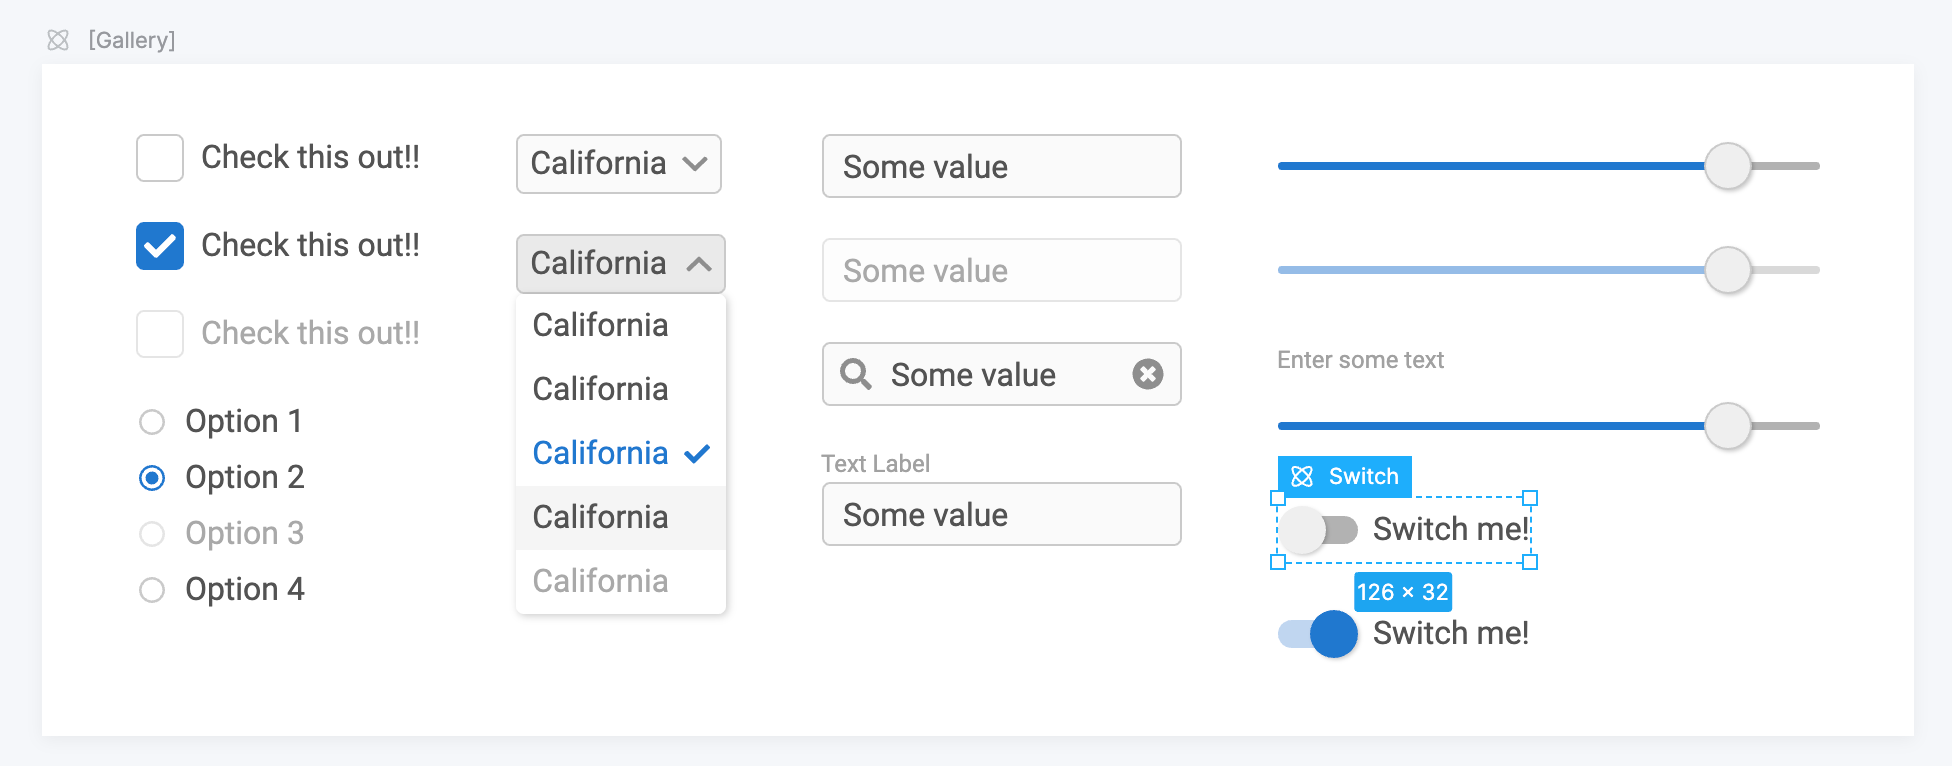 [Gallery]
Check this out!!
Check this out!!
Check this out!!
Option 1
Option 2
Option 3
Option 4
California
California
California
California
California
California
California
Some value
Some value
Some value
Text Label
Some value
Enter some text
Switch
Switch me!
126 × 32
Switch me!